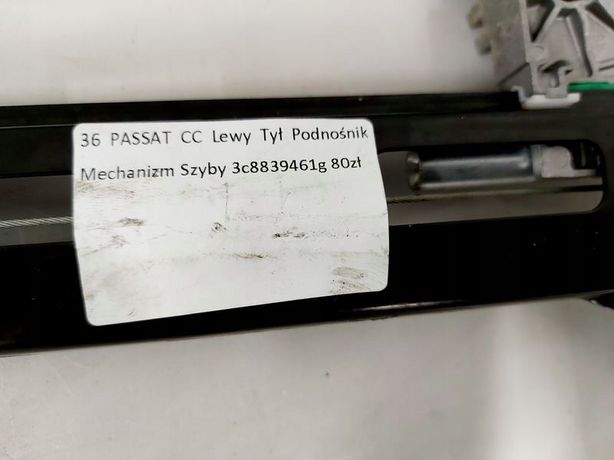 36 PASSAT CC Lewy Tył Podnośnik
Mechanizm Szyby 3c8839461g 80zł